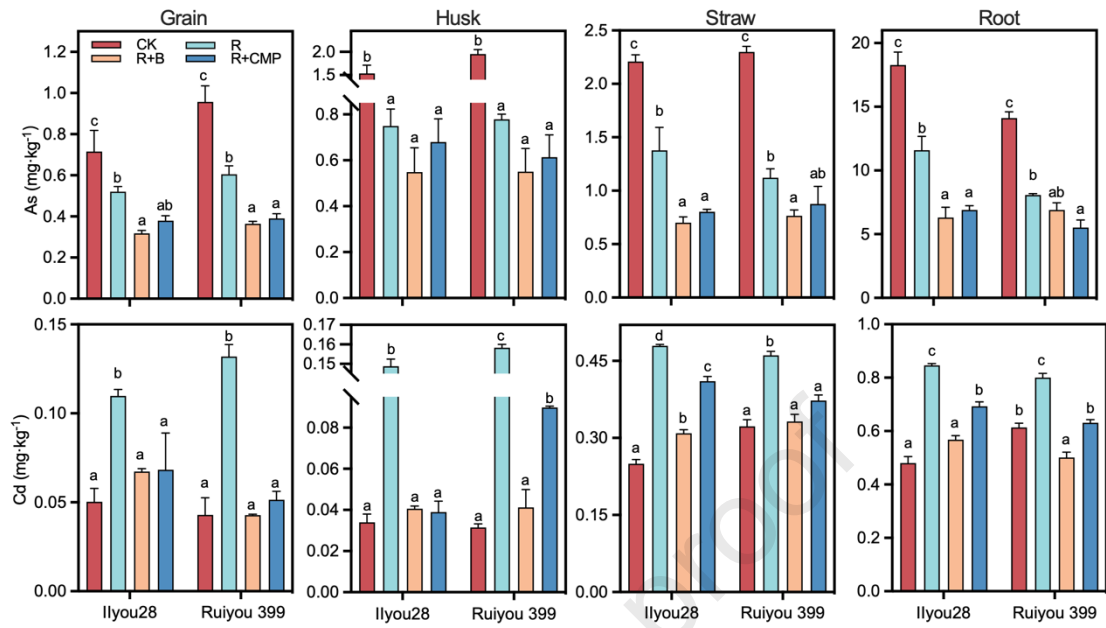 Grain
Husk
Straw
Root
As (mg·kg⁻¹)
1.2
1.0
0.8
0.6
0.4
0.2
0.0
CK
R
R+B
R+CMP
c
b
a
ab
c
b
a
a
2.0
1.5
0.8
0.6
0.4
0.2
0.0
b
a
a
a
b
a
a
a
2.5
2.0
1.5
1.0
0.5
0.0
c
b
a
a
c
b
a
ab
20
15
10
5
0
c
b
a
a
c
b
ab
a
Cd (mg·kg⁻¹)
0.15
0.10
0.05
0.00
a
b
a
a
a
b
a
a
IIyou28
Ruiyou 399
0.17
0.16
0.15
0.08
0.06
0.04
0.02
0.00
a
b
a
a
a
c
a
b
IIyou28
Ruiyou 399
0.45
0.30
0.15
0.00
a
d
b
c
a
b
a
a
IIyou28
Ruiyou 399
1.0
0.8
0.6
0.4
0.2
0.0
a
c
a
b
b
c
a
b
IIyou28
Ruiyou 399
proof